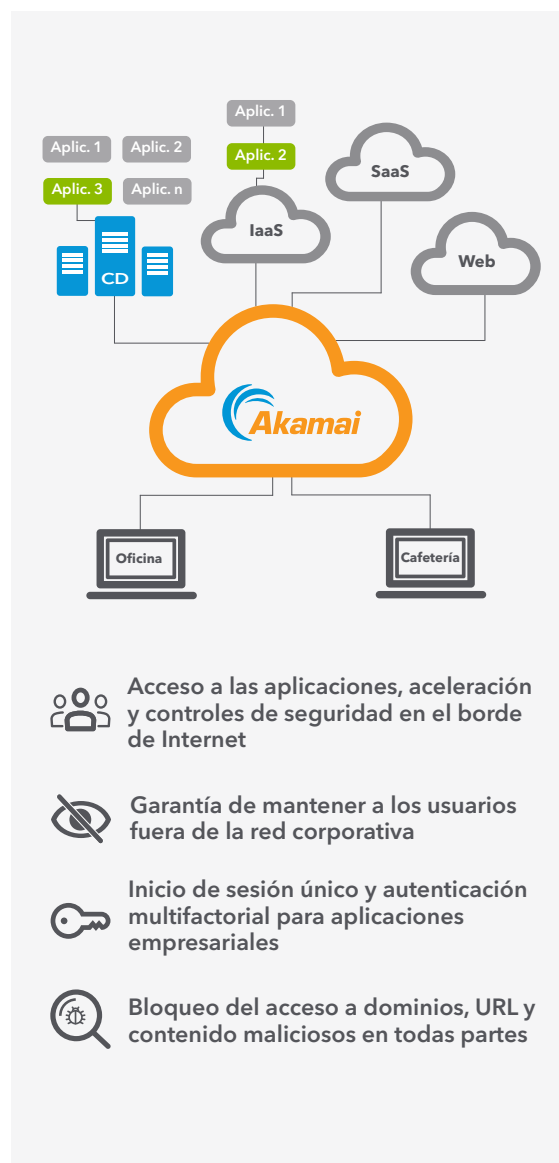 Aplic. 1
Aplic. 1
Aplic. 2
Aplic. 2
Aplic. 3
Aplic. n
SaaS
IaaS
Web
CD
Akamai
Oficina
Cafetería
Acceso a las aplicaciones, aceleración
y controles de seguridad en el borde
de Internet
Garantía de mantener a los usuarios
fuera de la red corporativa
Inicio de sesión único y autenticación
multifactorial para aplicaciones
empresariales
Bloqueo del acceso a dominios, URL y
contenido maliciosos en todas partes